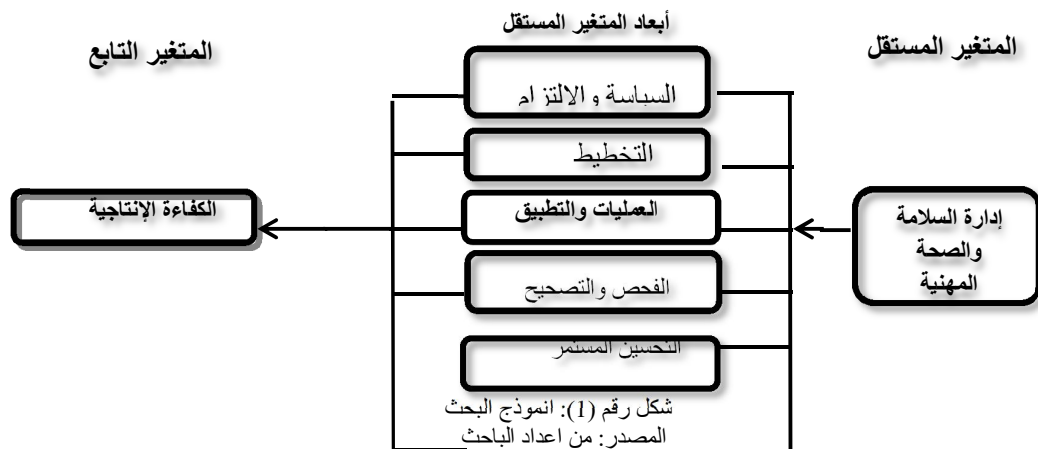 المتغير المستقل
أبعاد المتغير المستقل
المتغير التابع
إدارة السلامة
والصحة
المهنية
السياسة والالتزام
التخطيط
العمليات والتطبيق
الفحص والتصحيح
التحسين المستمر
الكفاءة الإنتاجية
شكل رقم (1): انموذج البحث
المصدر: من اعداد الباحث